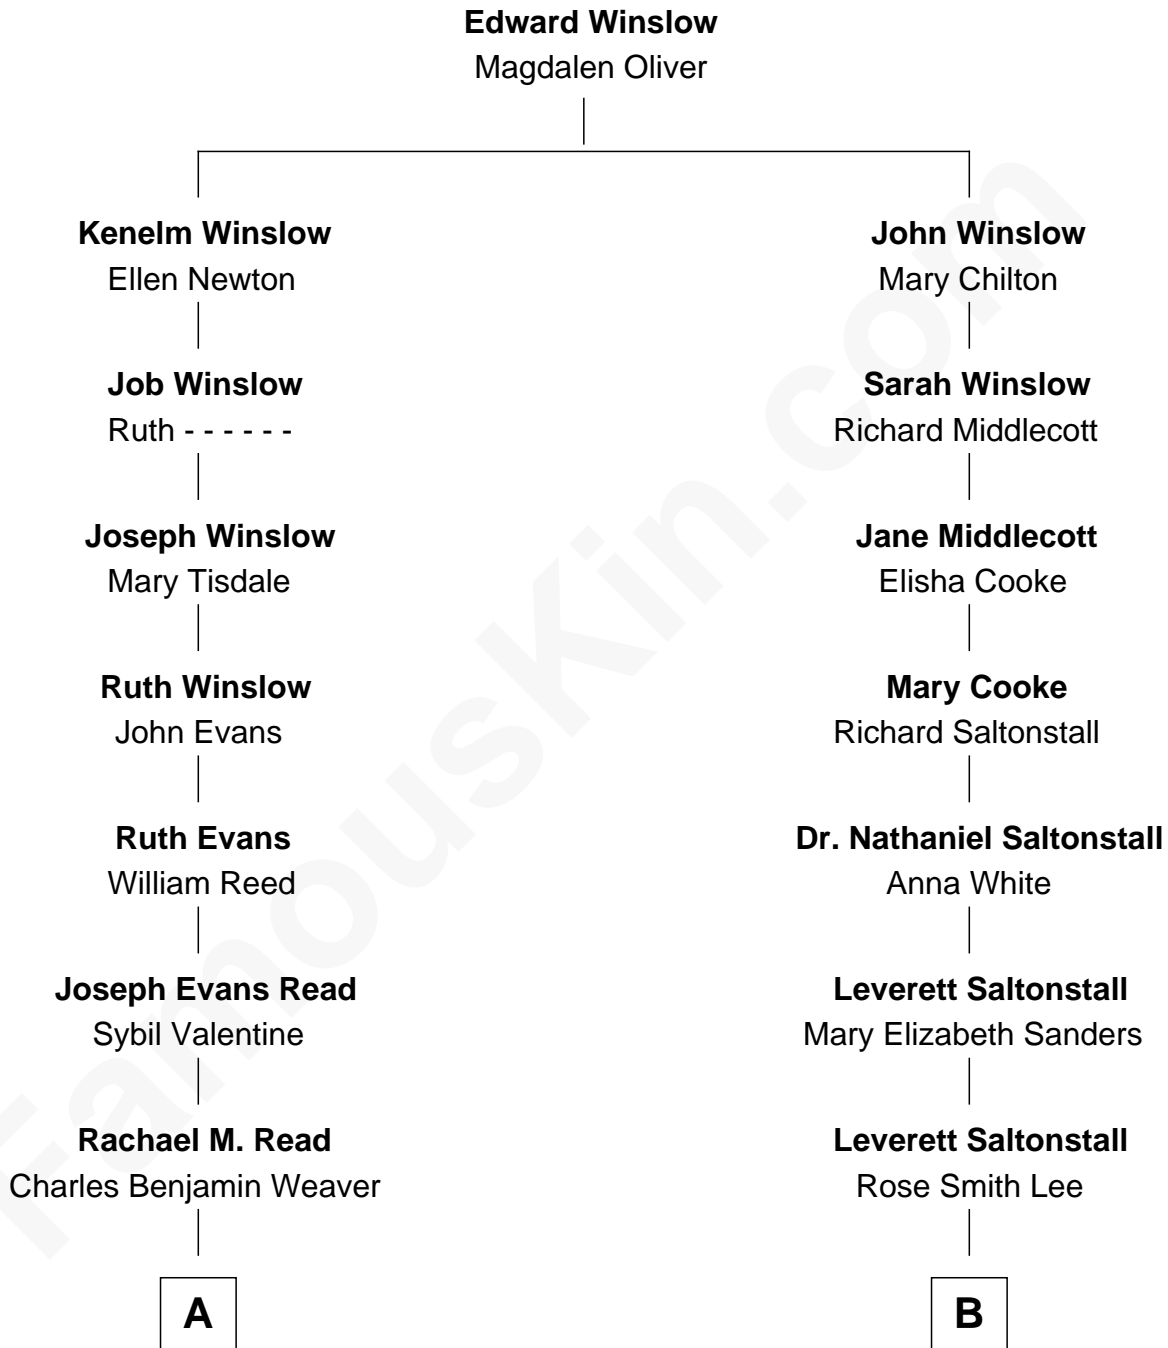 Edward Winslow
Magdalen Oliver
Kenelm Winslow
Ellen Newton
Job Winslow
Ruth - - - - - -
Joseph Winslow
Mary Tisdale
Ruth Winslow
John Evans
Ruth Evans
William Reed
Joseph Evans Read
Sybil Valentine
Rachael M. Read
Charles Benjamin Weaver
A
John Winslow
Mary Chilton
Sarah Winslow
Richard Middlecott
Jane Middlecott
Elisha Cooke
Mary Cooke
Richard Saltonstall
Dr. Nathaniel Saltonstall
Anna White
Leverett Saltonstall
Mary Elizabeth Sanders
Leverett Saltonstall
Rose Smith Lee
B
FamousKin.com